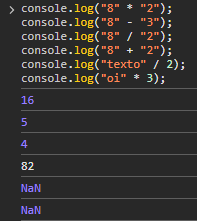 console.log("8" * "2");
console.log("8" - "3");
console.log("8" / "2");
console.log("8" + "2");
console.log("texto" / 2);
console.log("oi" * 3);
16
5
4
82
NaN
NaN